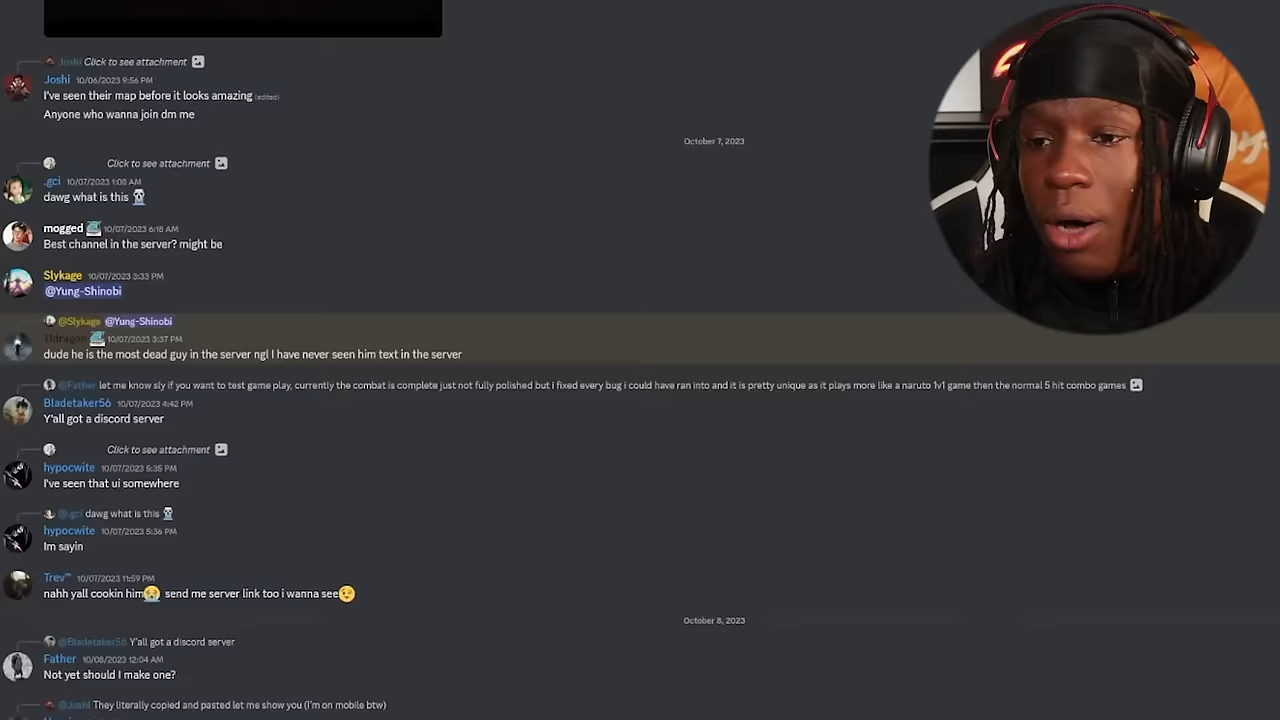 Joshi Click to see attachment
Joshi 10/06/2023 9:56 PM
I've seen their map before it looks amazing (edited)
Anyone who wanna join dm me
October 7, 2023
Click to see attachment
.gci 10/07/2023 1:08 AM
dawg what is this
mogged 10/07/2023 6:18 AM
Best channel in the server? might be
Slykage 10/07/2023 3:33 PM
@Yung-Shinobi
@Slykage @Yung-Shinobi
10/07/2023 3:37 PM
dude he is the most dead guy in the server ngl I have never seen him text in the server
@Father let me know sly if you want to test game play, currently the combat is complete just not fully polished but i fixed every bug i could have ran into and it is pretty unique as it plays more like a naruto 1v1 game then the normal 5 hit combo games
Bladetaker56 10/07/2023 4:42 PM
Y'all got a discord server
Click to see attachment
hypocwite 10/07/2023 5:35 PM
I've seen that ui somewhere
@.gci dawg what is this
hypocwite 10/07/2023 5:36 PM
Im sayin
Trev™ 10/07/2023 11:59 PM
nahh yall cookin him send me server link too i wanna see
October 8, 2023
@Bladetaker56 Y'all got a discord server
Father 10/08/2023 12:04 AM
Not yet should I make one?
@Joshi They literally copied and pasted let me show you (I'm on mobile btw)